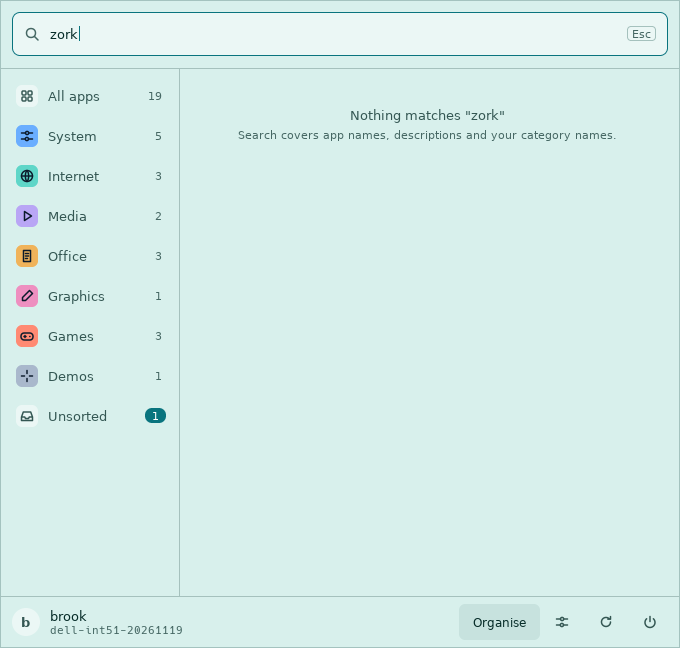 zork
Esc
All apps 19
System 5
Internet 3
Media 2
Office 3
Graphics 1
Games 3
Demos 1
Unsorted 1
Nothing matches "zork"
Search covers app names, descriptions and your category names.
b
brook
dell-int51-20261119
Organise